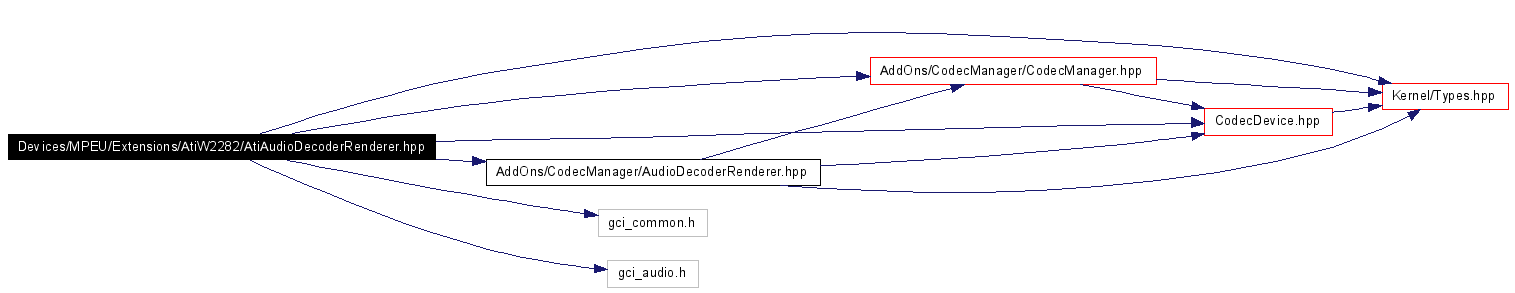 AddOns/CodecManager/CodecManager.hpp
Kernel/Types.hpp
CodecDevice.hpp
Devices/MPEU/Extensions/AtiW2282/AtiAudioDecoderRenderer.hpp
AddOns/CodecManager/AudioDecoderRenderer.hpp
gci_common.h
gci_audio.h